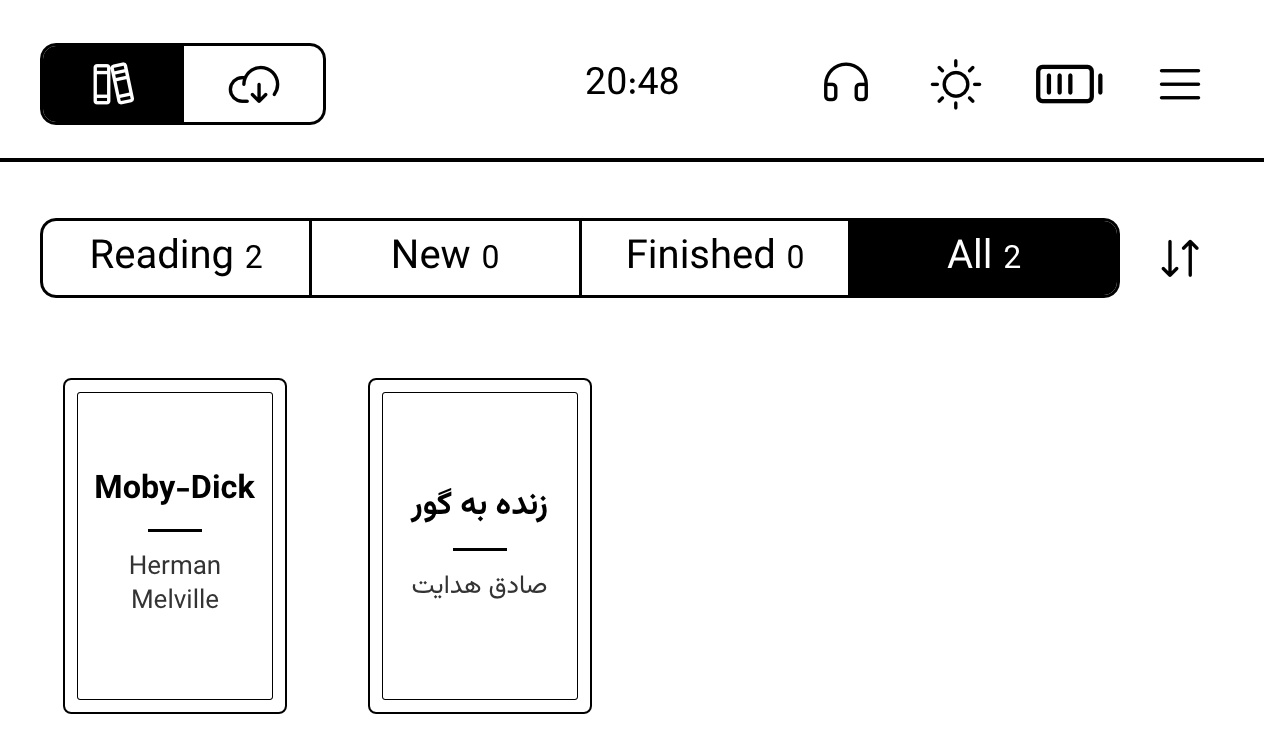 20:48
Reading 2
New 0
Finished 0
All 2
Moby-Dick
Herman
Melville
زنده به گور
صادق هدایت